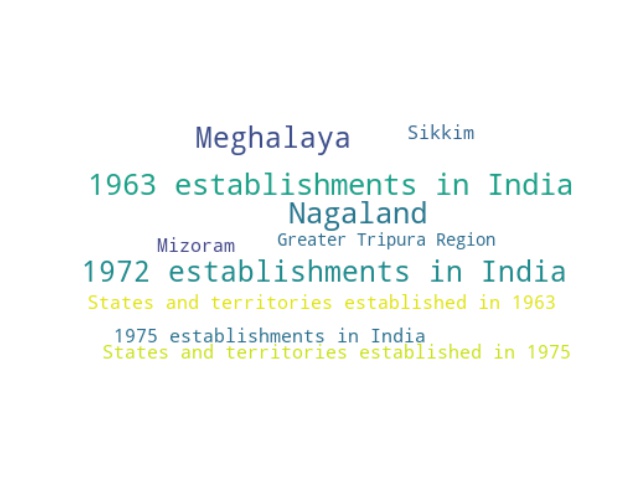 Meghalaya
Sikkim
1963 establishments in India
Nagaland
Greater Tripura Region
Mizoram
1972 establishments in India
States and territories established in 1963
1975 establishments in India
States and territories established in 1975